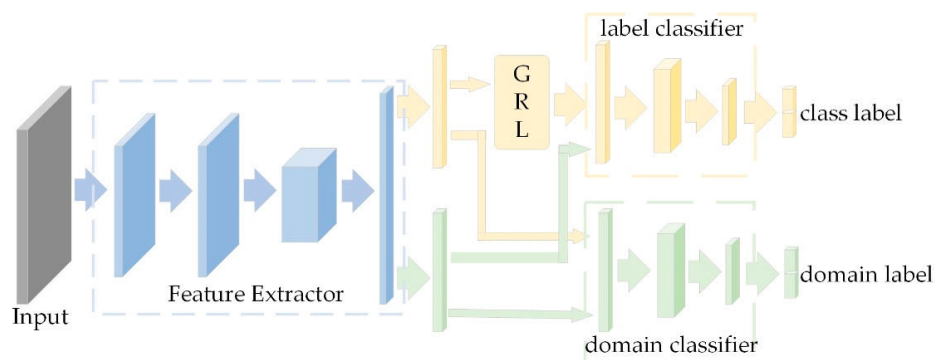 label classifier
G
R
L
class label
Feature Extractor
Input
domain label
domain classifier